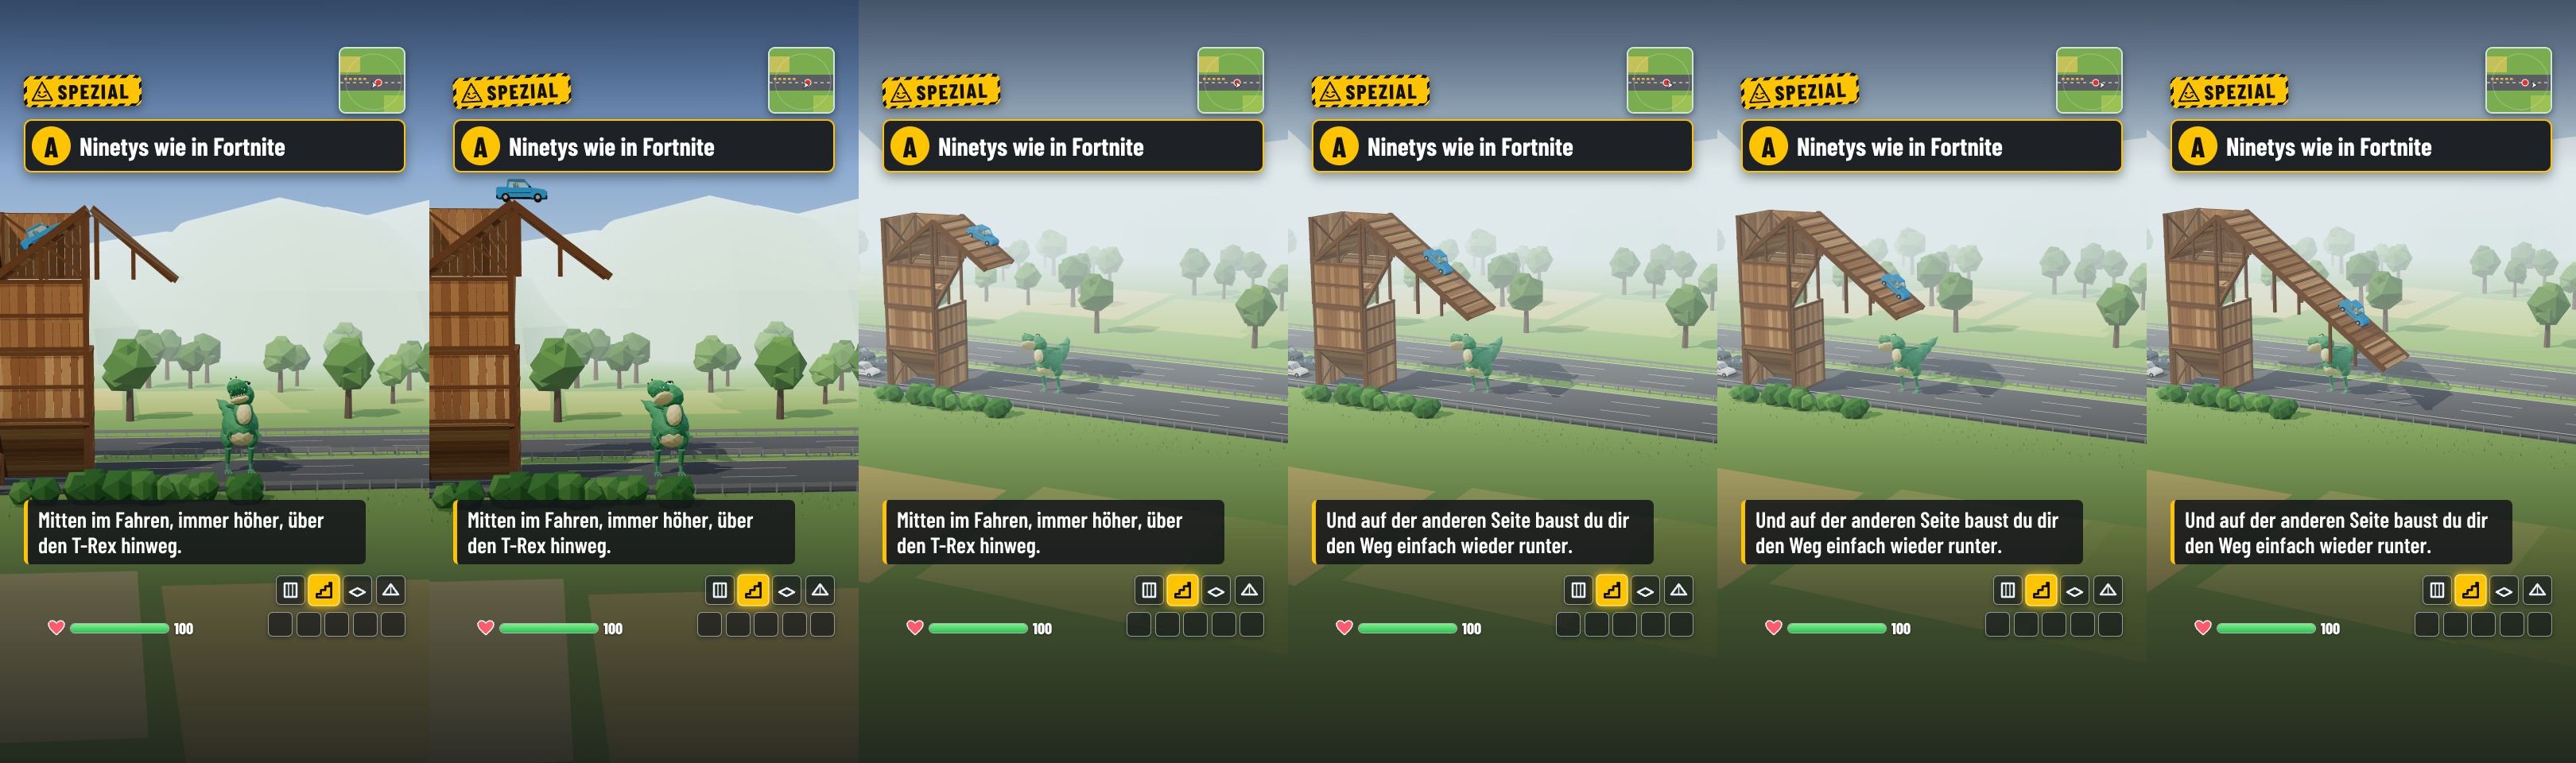 SPEZIAL
A Ninetys wie in Fortnite
Mitten im Fahren, immer höher, über
den T-Rex hinweg.
100
SPEZIAL
A Ninetys wie in Fortnite
Mitten im Fahren, immer höher, über
den T-Rex hinweg.
100
SPEZIAL
A Ninetys wie in Fortnite
Mitten im Fahren, immer höher, über
den T-Rex hinweg.
100
SPEZIAL
A Ninetys wie in Fortnite
Und auf der anderen Seite baust du dir
den Weg einfach wieder runter.
100
SPEZIAL
A Ninetys wie in Fortnite
Und auf der anderen Seite baust du dir
den Weg einfach wieder runter.
100
SPEZIAL
A Ninetys wie in Fortnite
Und auf der anderen Seite baust du dir
den Weg einfach wieder runter.
100